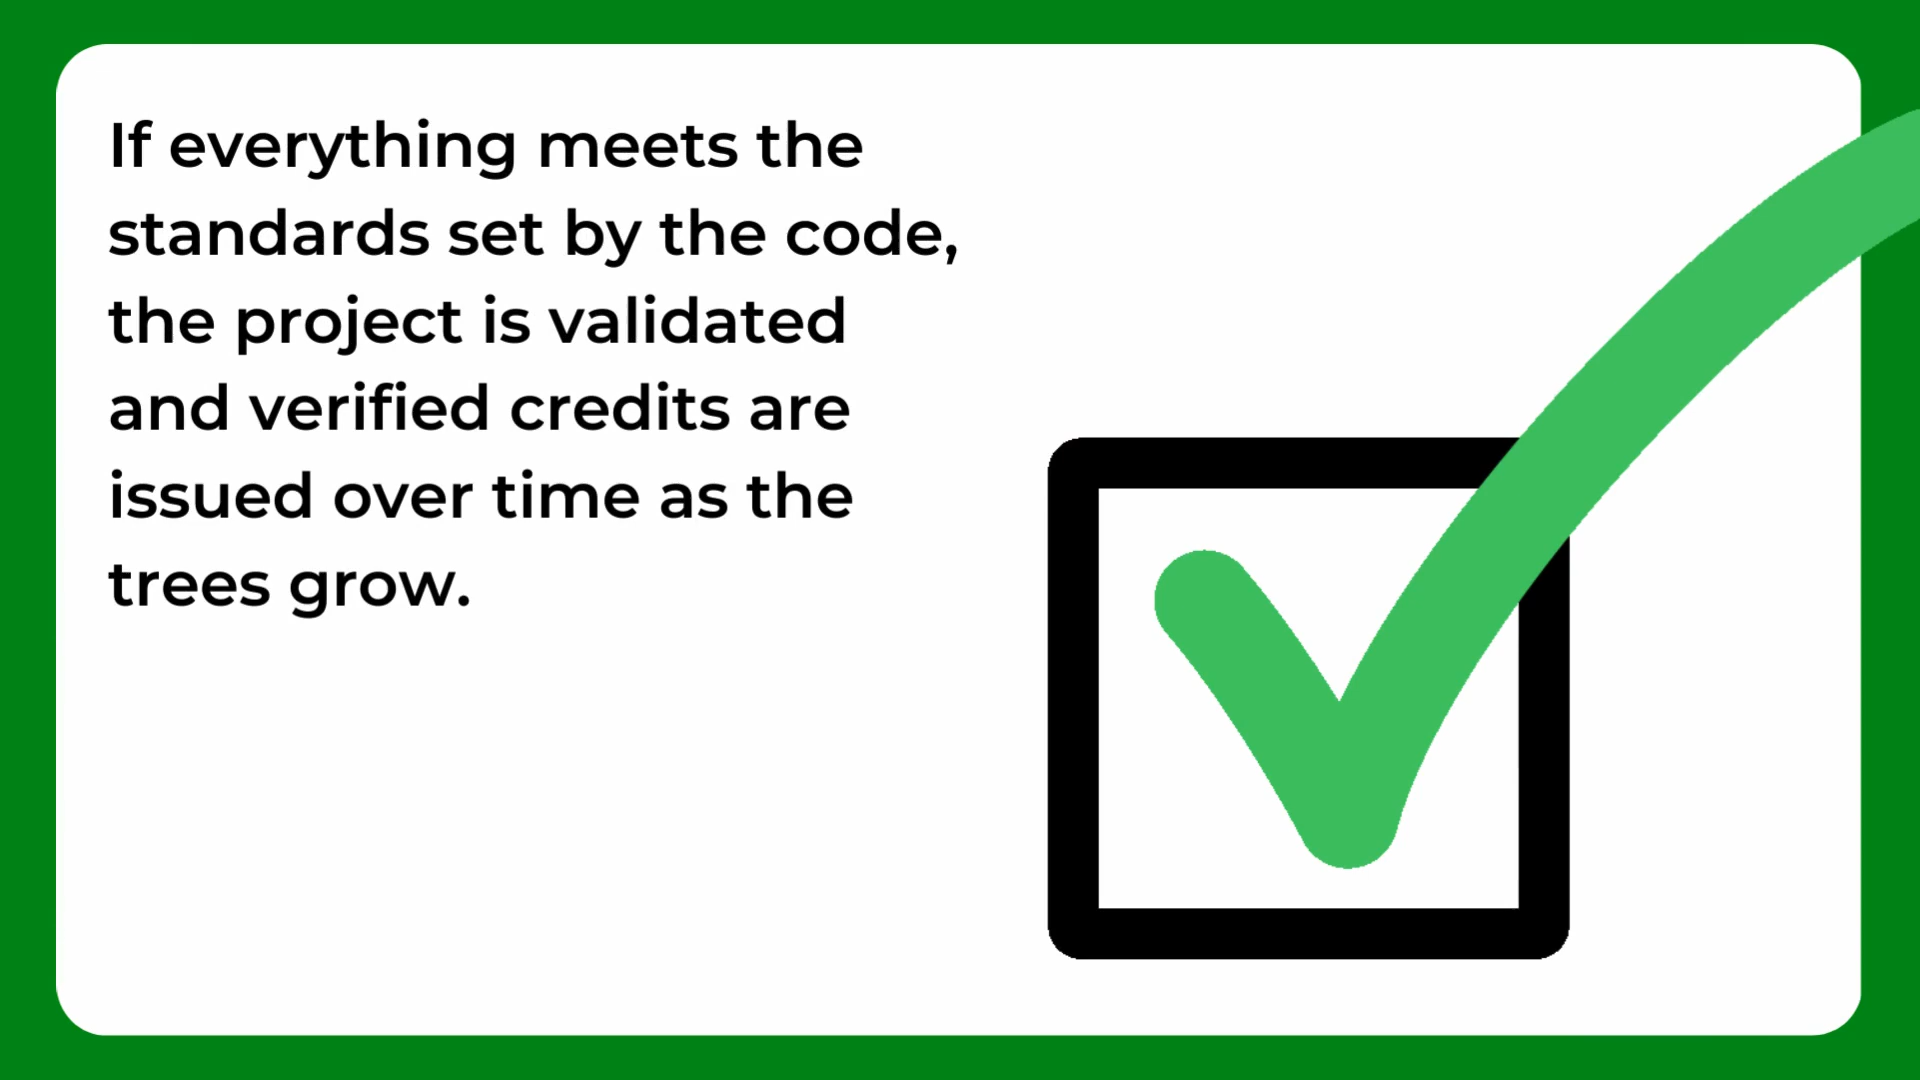 If everything meets the
standards set by the code,
the project is validated
and verified credits are
issued over time as the
trees grow.